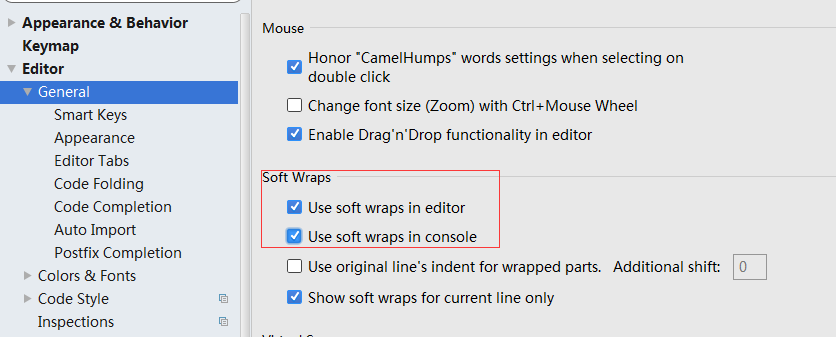 Appearance & Behavior
Keymap
Editor
General
Smart Keys
Appearance
Editor Tabs
Code Folding
Code Completion
Auto Import
Postfix Completion
Colors & Fonts
Code Style
Inspections
Mouse
Honor "CamelHumps" words settings when selecting on
double click
Change font size (Zoom) with Ctrl+Mouse Wheel
Enable Drag'n'Drop functionality in editor
Soft Wraps
Use soft wraps in editor
Use soft wraps in console
Use original line's indent for wrapped parts. Additional shift: 0
Show soft wraps for current line only